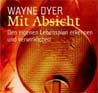 WAYNE DYER
Mit Absicht
Den eigenen Lebensplan erkennen
und verwirklichen